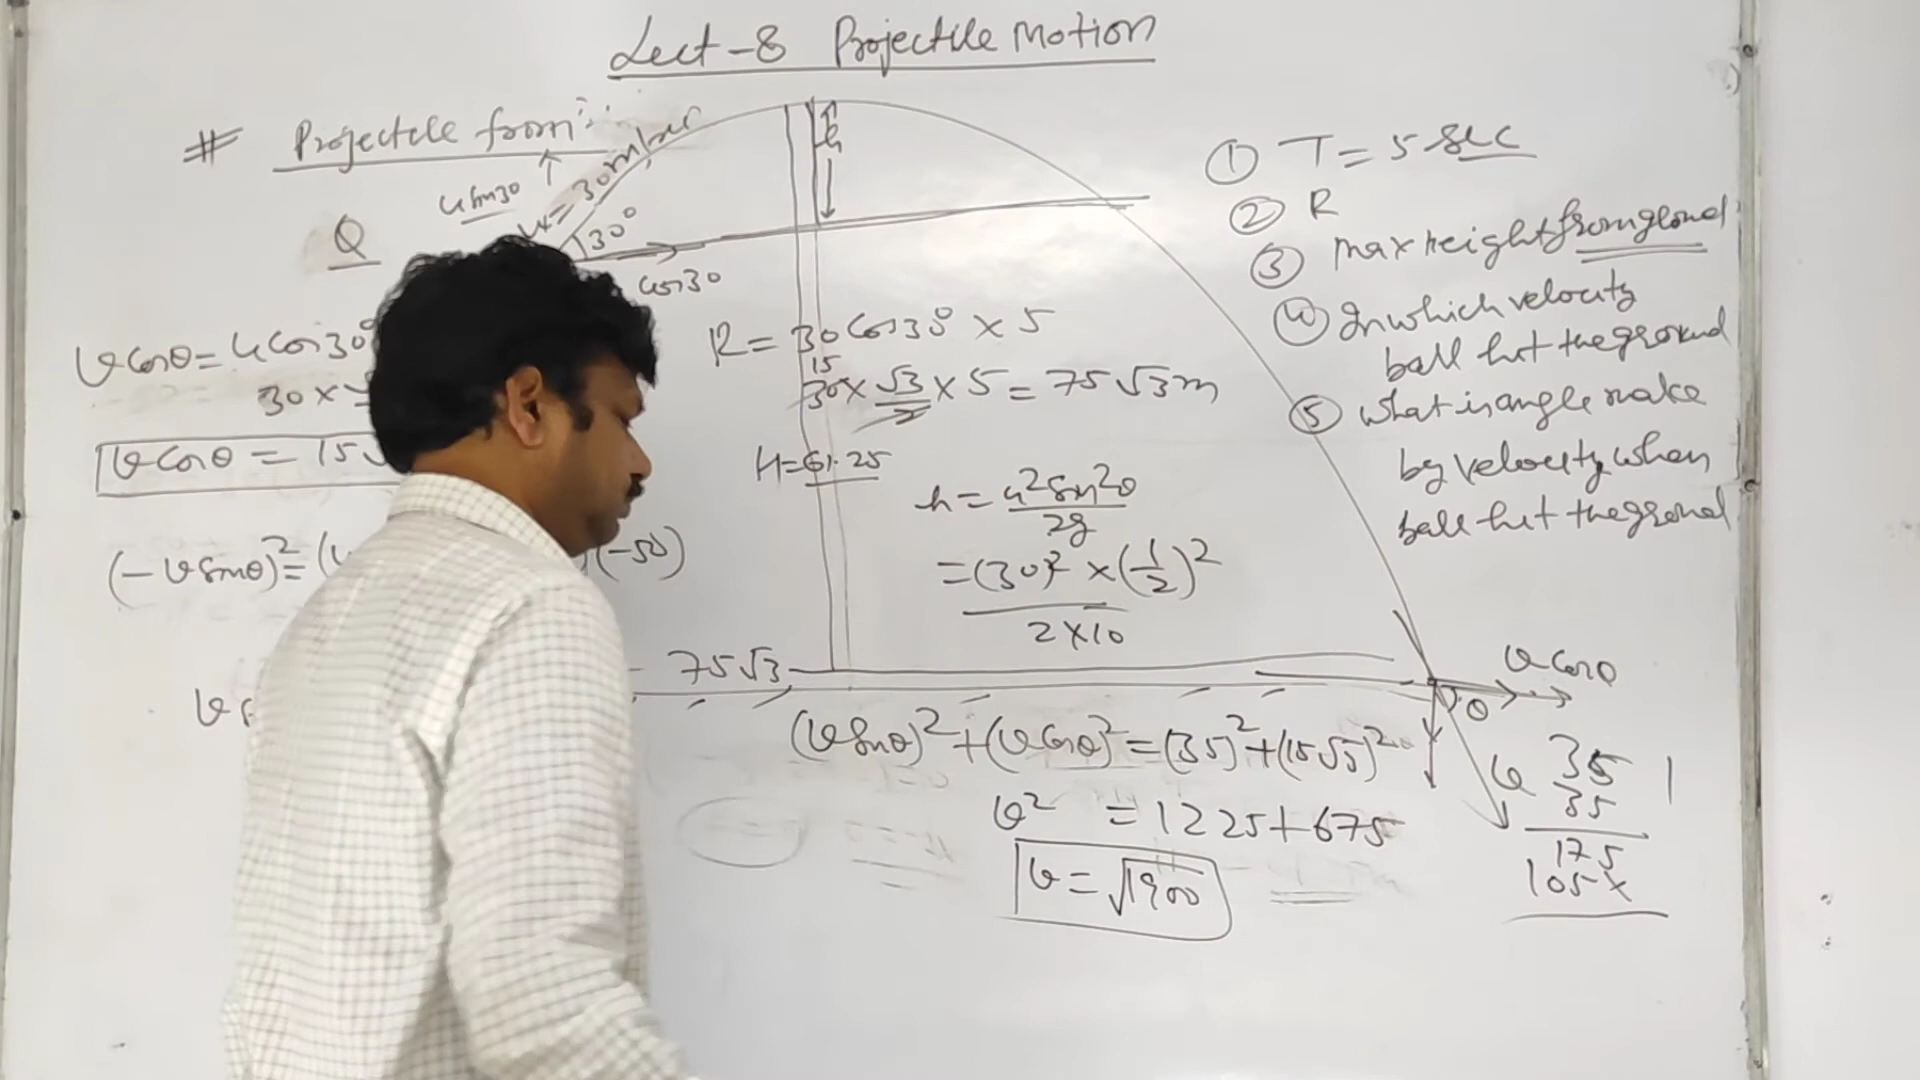 Lect-8 Projectile Motion
# Projectile from
Q
u sin30
u = 30 m/sec
30°
cos30
h
① T = 5 sec
② R
③ max height from ground
④ In which velocity
ball hit the ground
⑤ what is angle make
by velocity when
ball hit the ground
v cosθ = u cos30°
30 ×
v cosθ = 15
(-v sinθ)² = (
(-50)
R = 30 cos30° × 5
15
30 × √3/2 × 5 = 75√3 m
H = 61.25
h = u² sin²θ / 2g
= (30)² × (1/2)² / 2×10
75√3
v cosθ
θ
v
(v sinθ)² + (v cosθ)² = (35)² + (15√3)²
v² = 1225 + 675
v = √1900
35
35
175
105×